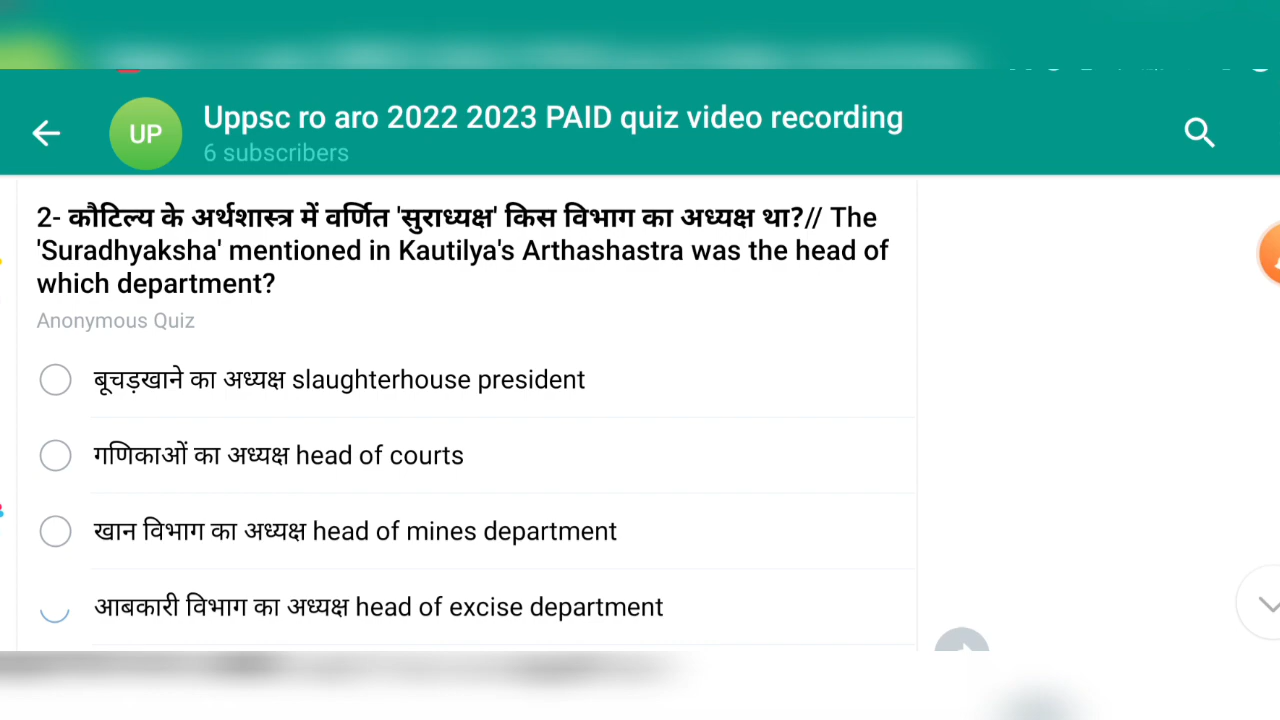 Uppsc ro aro 2022 2023 PAID quiz video recording
UP
6 subscribers
2- कौटिल्य के अर्थशास्त्र में वर्णित 'सुराध्यक्ष' किस विभाग का अध्यक्ष था?// The
'Suradhyaksha' mentioned in Kautilya's Arthashastra was the head of
which department?
Anonymous Quiz
बूचड़खाने का अध्यक्ष slaughterhouse president
गणिकाओं का अध्यक्ष head of courts
खान विभाग का अध्यक्ष head of mines department
आबकारी विभाग का अध्यक्ष head of excise department